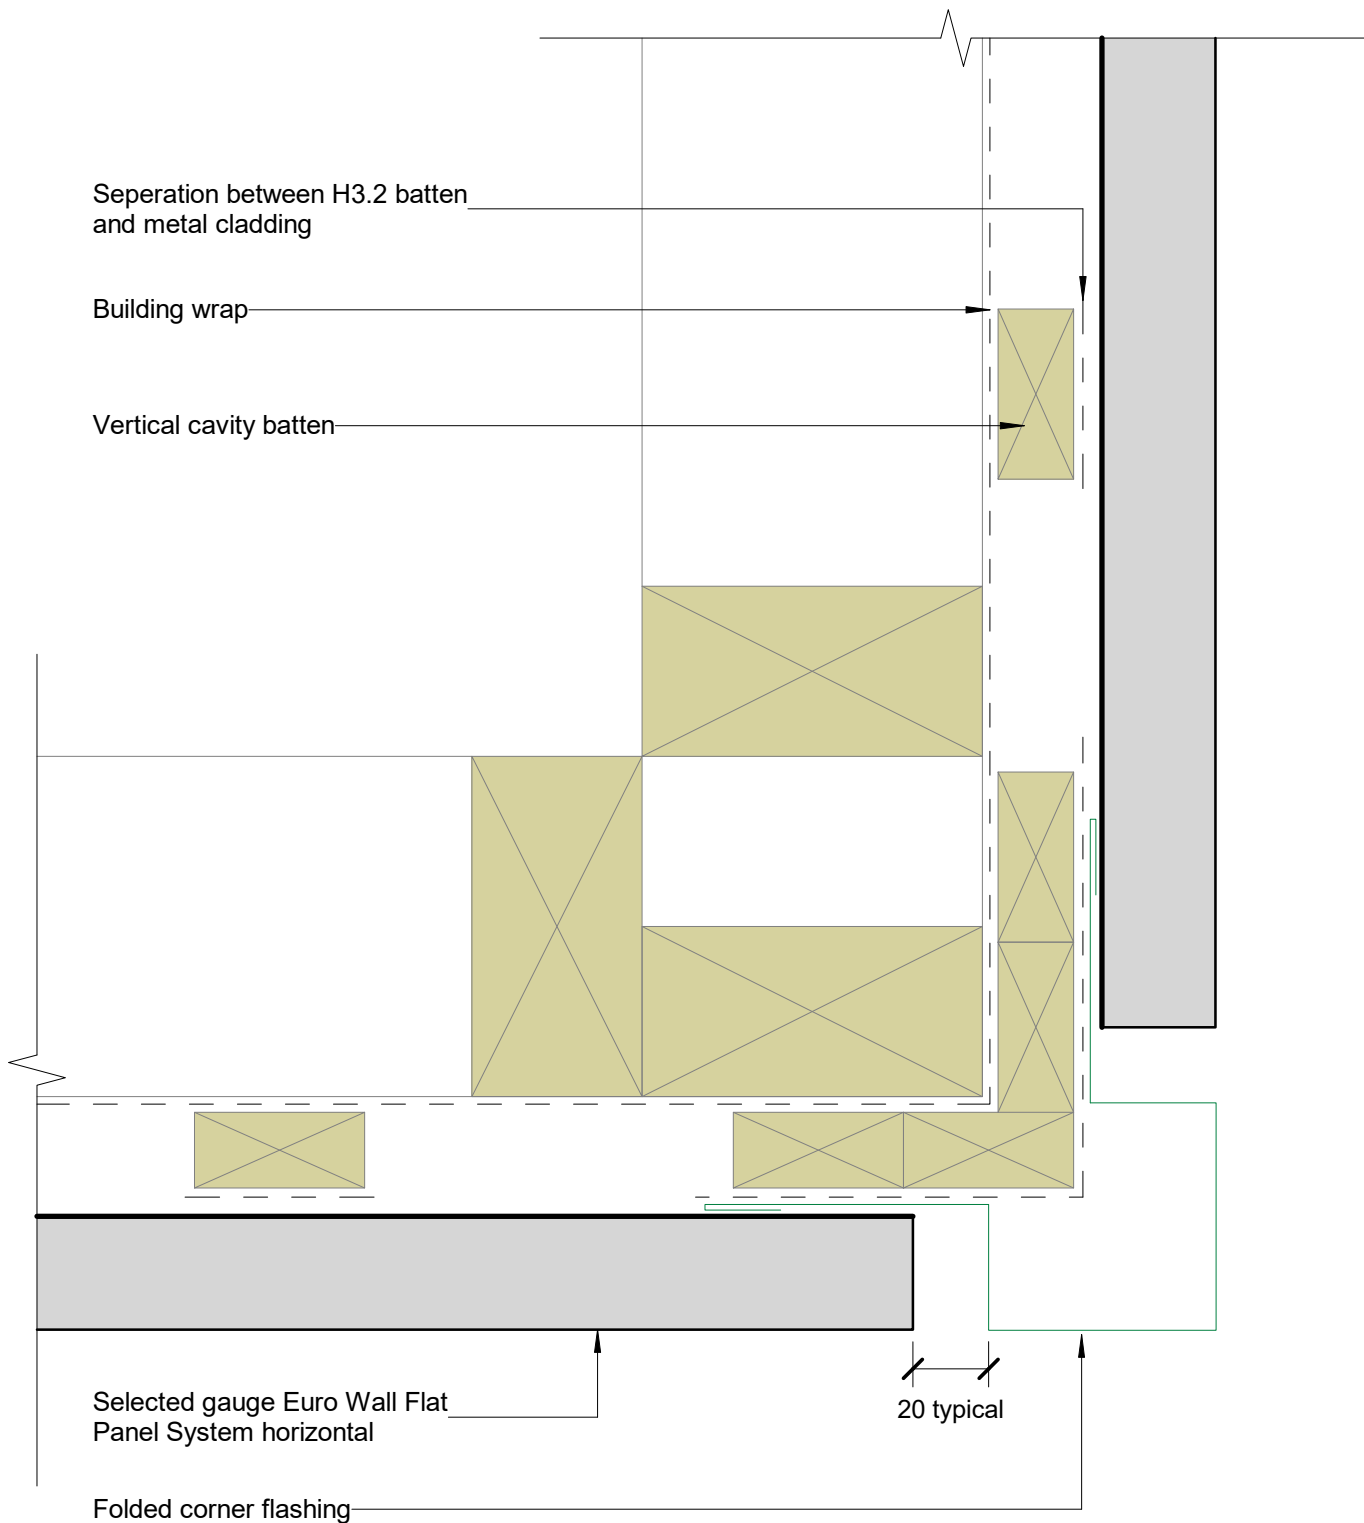 Seperation between H3.2 batten
and metal cladding
Building wrap
Vertical cavity batten
Selected gauge Euro Wall Flat
Panel System horizontal
20 typical
Folded corner flashing